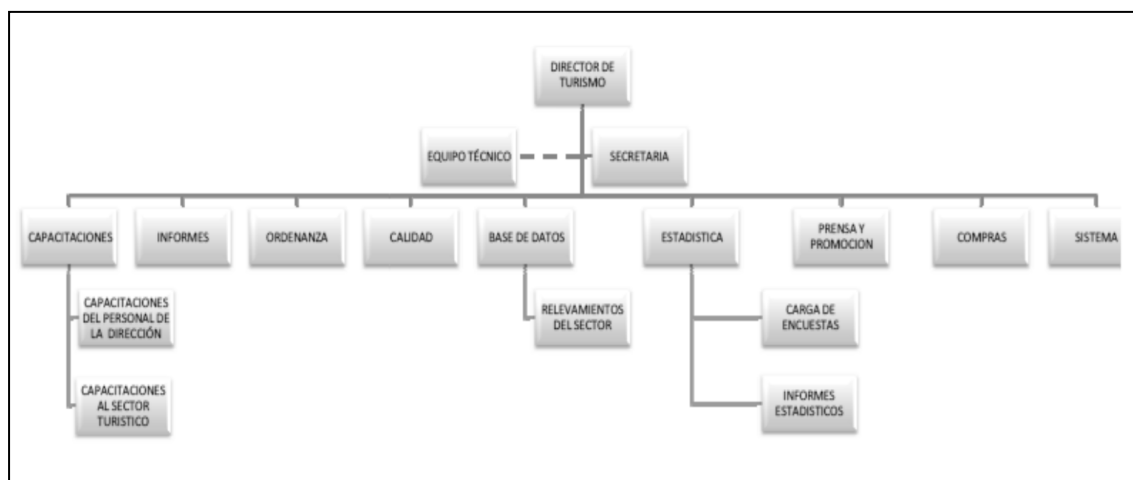 DIRECTOR DE
TURISMO
EQUIPO TÉCNICO
SECRETARIA
CAPACITACIONES
INFORMES
ORDENANZA
CALIDAD
BASE DE DATOS
ESTADISTICA
PRENSA Y
PROMOCION
COMPRAS
SISTEMA
CAPACITACIONES
DEL PERSONAL DE
LA DIRECCIÓN
RELEVAMIENTOS
DEL SECTOR
CARGA DE
ENCUESTAS
CAPACITACIONES
AL SECTOR
TURISTICO
INFORMES
ESTADISTICOS